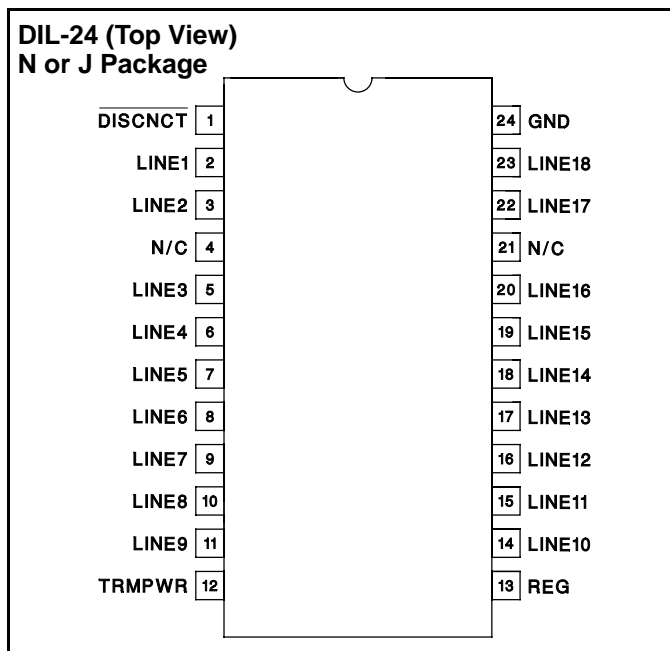 DIL-24 (Top View)
N or J Package
DISCNCT 1
24 GND
LINE1 2
23 LINE18
LINE2 3
22 LINE17
N/C 4
21 N/C
LINE3 5
20 LINE16
LINE4 6
19 LINE15
LINE5 7
18 LINE14
LINE6 8
17 LINE13
LINE7 9
16 LINE12
LINE8 10
15 LINE11
LINE9 11
14 LINE10
TRMPWR 12
13 REG